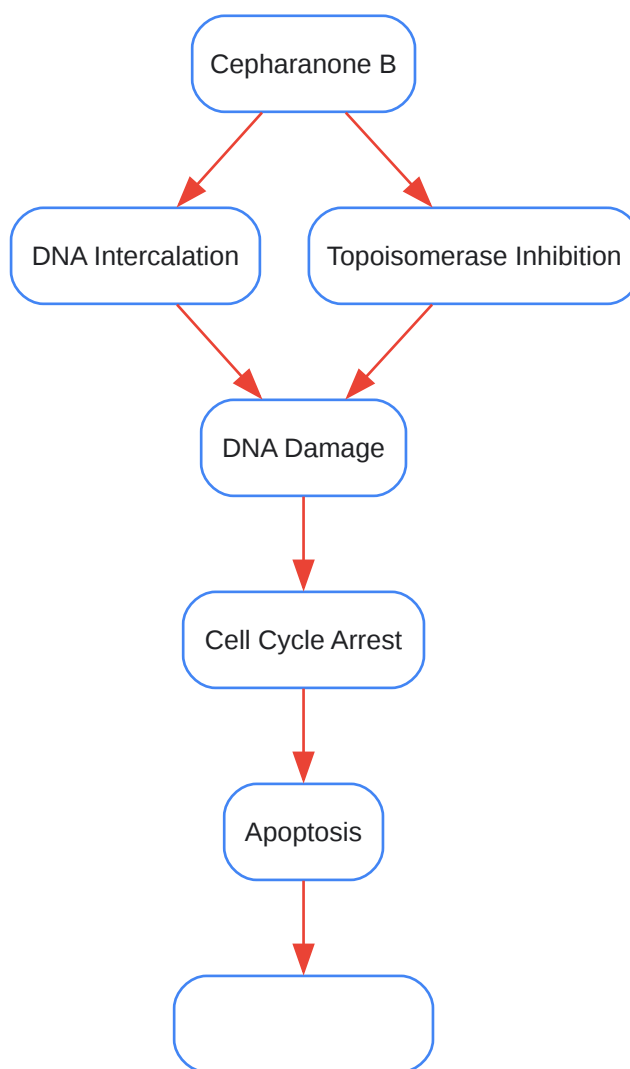 Cepharanone B
DNA Intercalation
Topoisomerase Inhibition
DNA Damage
Cell Cycle Arrest
Apoptosis